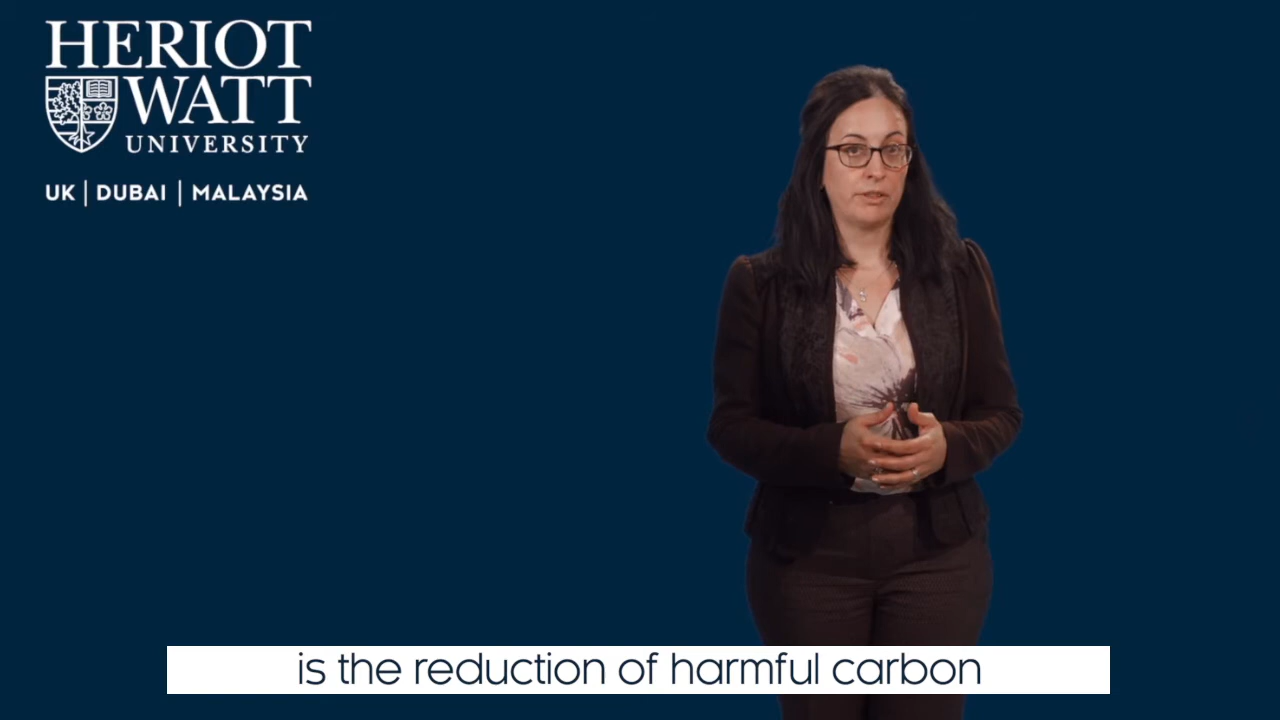 HERIOT
WATT
UNIVERSITY
UK | DUBAI | MALAYSIA
is the reduction of harmful carbon